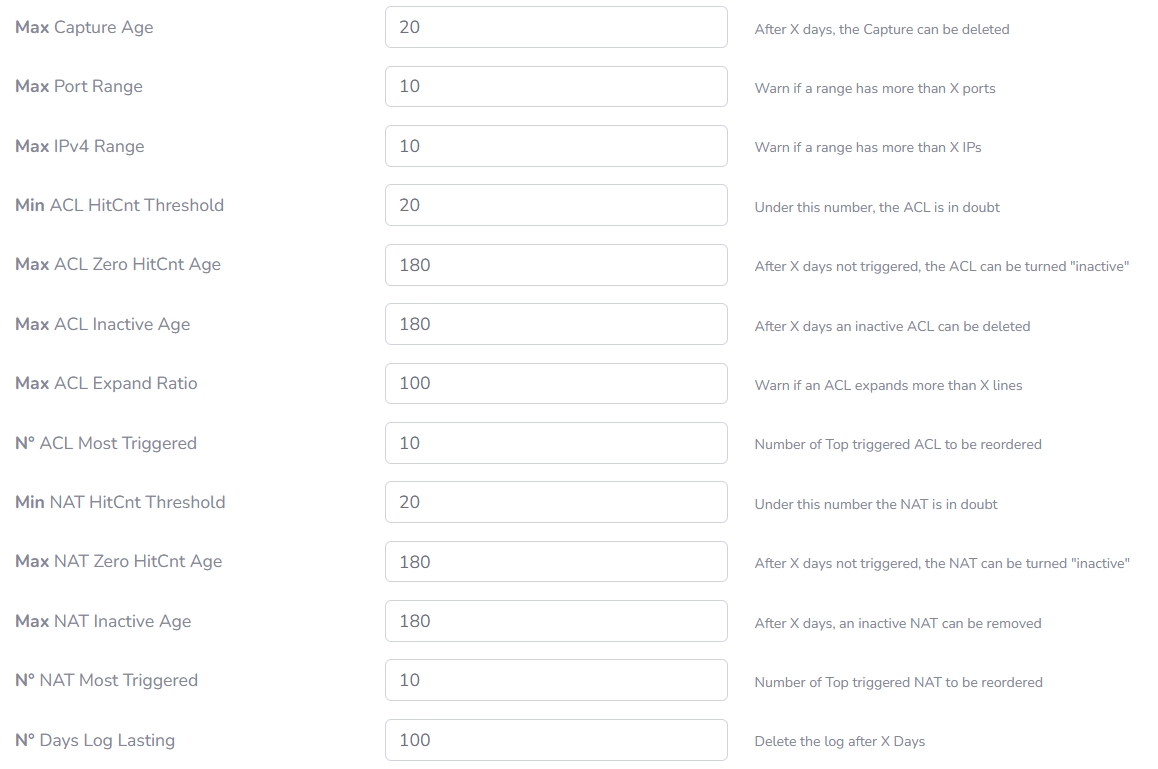 Max Capture Age 20 After X days, the Capture can be deleted
Max Port Range 10 Warn if a range has more than X ports
Max IPv4 Range 10 Warn if a range has more than X IPs
Min ACL HitCnt Threshold 20 Under this number, the ACL is in doubt
Max ACL Zero HitCnt Age 180 After X days not triggered, the ACL can be turned "inactive"
Max ACL Inactive Age 180 After X days an inactive ACL can be deleted
Max ACL Expand Ratio 100 Warn if an ACL expands more than X lines
N° ACL Most Triggered 10 Number of Top triggered ACL to be reordered
Min NAT HitCnt Threshold 20 Under this number the NAT is in doubt
Max NAT Zero HitCnt Age 180 After X days not triggered, the NAT can be turned "inactive"
Max NAT Inactive Age 180 After X days, an inactive NAT can be removed
N° NAT Most Triggered 10 Number of Top triggered NAT to be reordered
N° Days Log Lasting 100 Delete the log after X Days